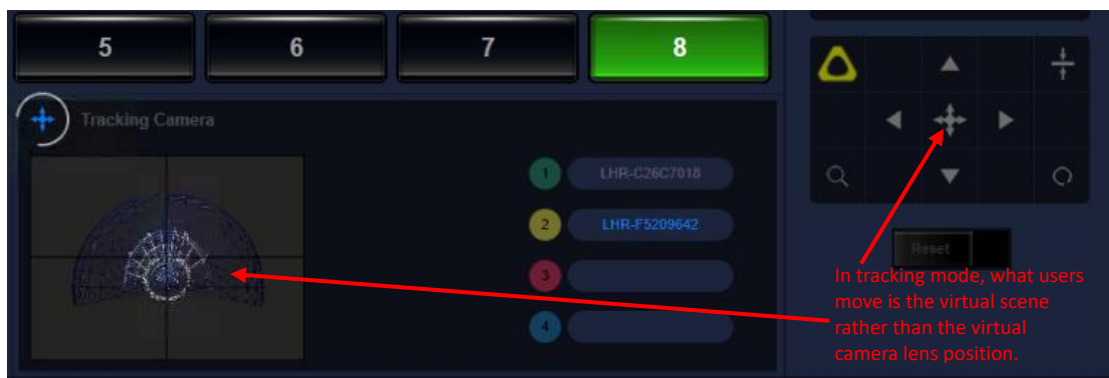 5 6 7 8
Tracking Camera
1 LHR-C26C7018
2 LHR-F5209642
3
4
Reset
In tracking mode, what users
move is the virtual scene
rather than the virtual
camera lens position.